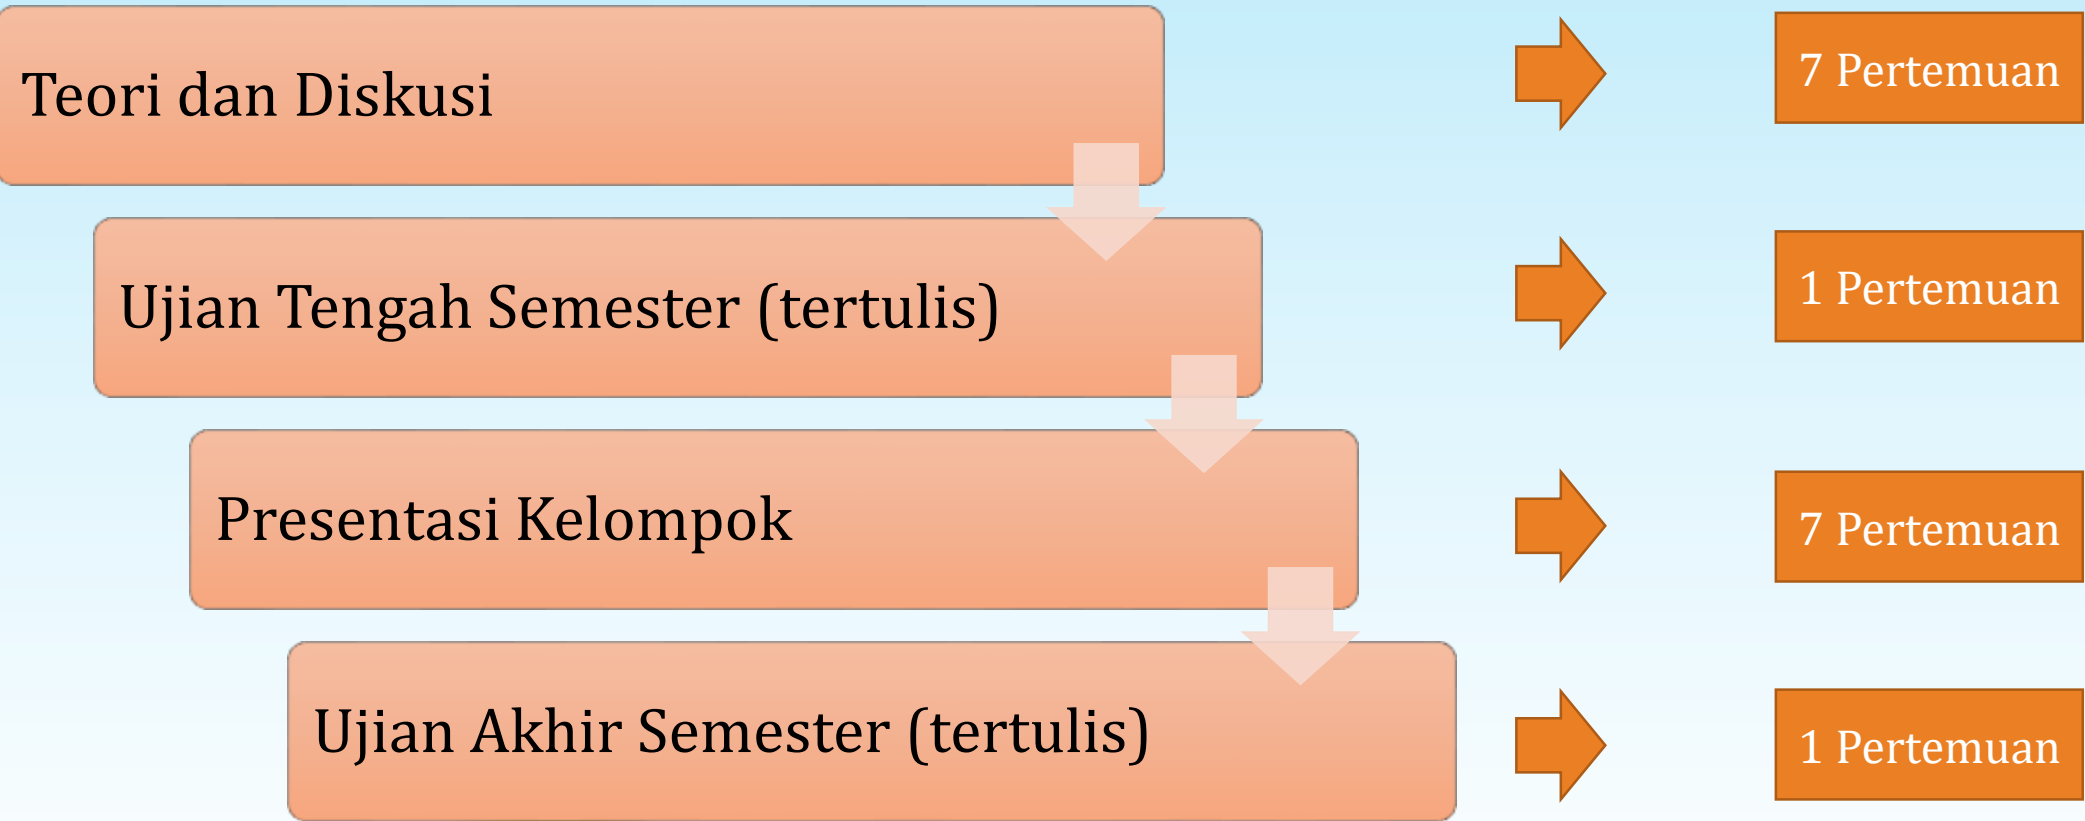 Teori dan Diskusi
7 Pertemuan
Ujian Tengah Semester (tertulis)
1 Pertemuan
Presentasi Kelompok
7 Pertemuan
Ujian Akhir Semester (tertulis)
1 Pertemuan